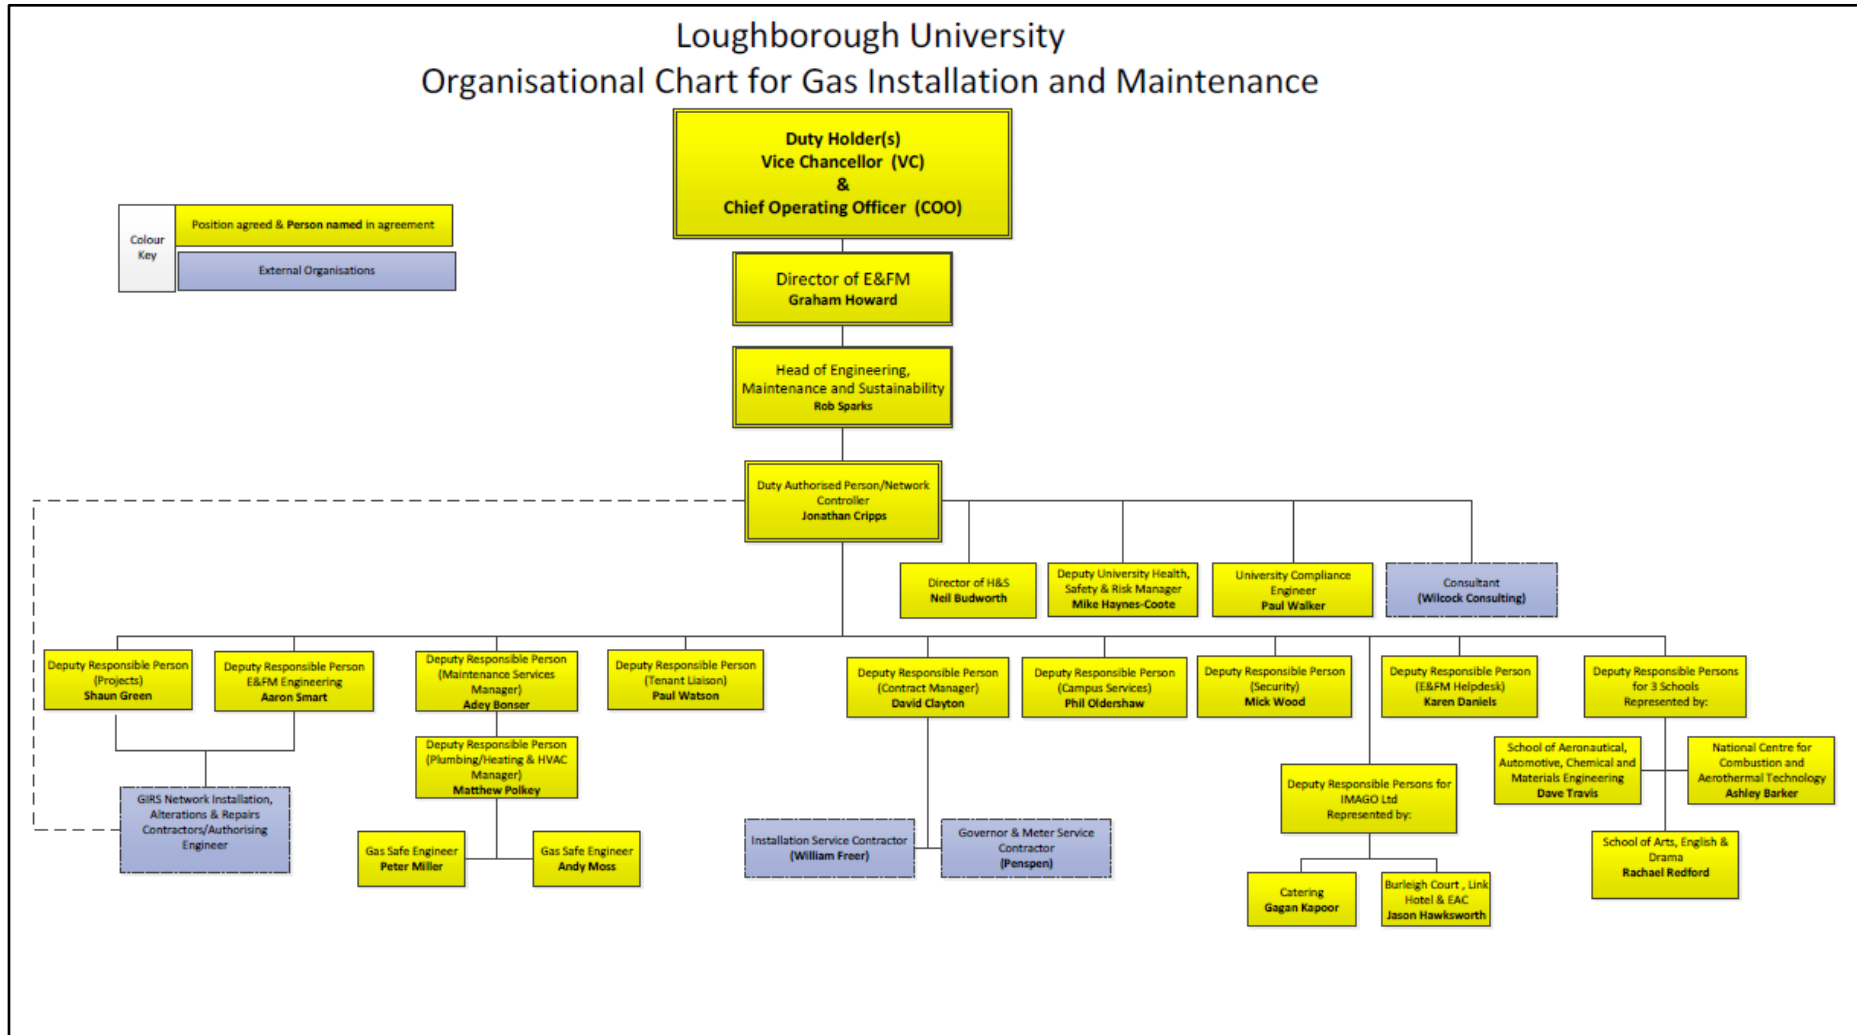 Loughborough University
Organisational Chart for Gas Installation and Maintenance
Duty Holder(s)
Vice Chancellor (VC)
&
Chief Operating Officer (COO)
Colour
Key
Position agreed & Person named in agreement
External Organisations
Director of E&FM
Graham Howard
Head of Engineering,
Maintenance and Sustainability
Rob Sparks
Duty Authorised Person/Network
Controller
Jonathan Cripps
Director of H&S
Neil Budworth
Deputy University Health,
Safety & Risk Manager
Mike Haynes-Coote
University Compliance
Engineer
Paul Walker
Consultant
(Wilcock Consulting)
Deputy Responsible Person
(Projects)
Shaun Green
Deputy Responsible Person
E&FM Engineering
Aaron Smart
Deputy Responsible Person
(Maintenance Services
Manager)
Adey Bonser
Deputy Responsible Person
(Tenant Liaison)
Paul Watson
Deputy Responsible Person
(Contract Manager)
David Clayton
Deputy Responsible Person
(Campus Services)
Phil Oldershaw
Deputy Responsible Person
(Security)
Mick Wood
Deputy Responsible Person
(E&FM Helpdesk)
Karen Daniels
Deputy Responsible Persons
for 3 Schools
Represented by:
Deputy Responsible Person
(Plumbing/Heating & HVAC
Manager)
Matthew Polkey
School of Aeronautical,
Automotive, Chemical and
Materials Engineering
Dave Travis
National Centre for
Combustion and
Aerothermal Technology
Ashley Barker
Deputy Responsible Persons for
IMAGO Ltd
Represented by:
GIRS Network Installation,
Alterations & Repairs
Contractors/Authorising
Engineer
Gas Safe Engineer
Peter Miller
Gas Safe Engineer
Andy Moss
Installation Service Contractor
(William Freer)
Governor & Meter Service
Contractor
(Penspen)
School of Arts, English &
Drama
Rachael Redford
Catering
Gagan Kapoor
Burleigh Court , Link
Hotel & EAC
Jason Hawksworth